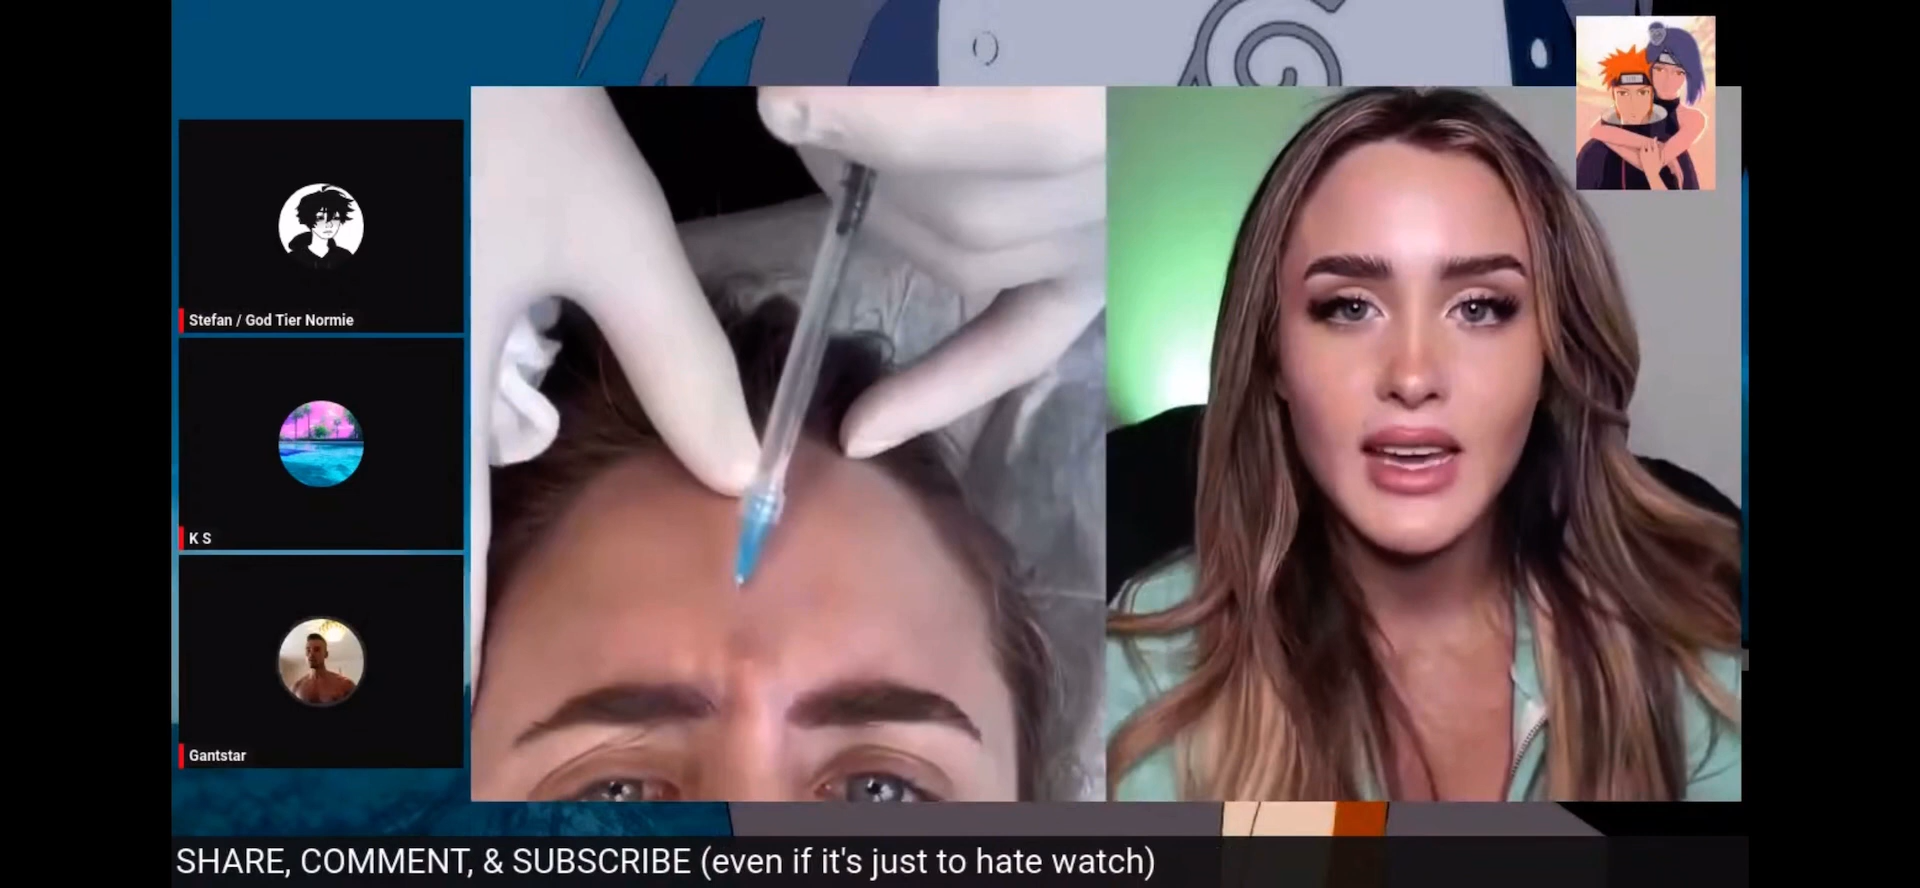 Stefan / God Tier Normie
K S
Gantstar
SHARE, COMMENT, & SUBSCRIBE (even if it's just to hate watch)